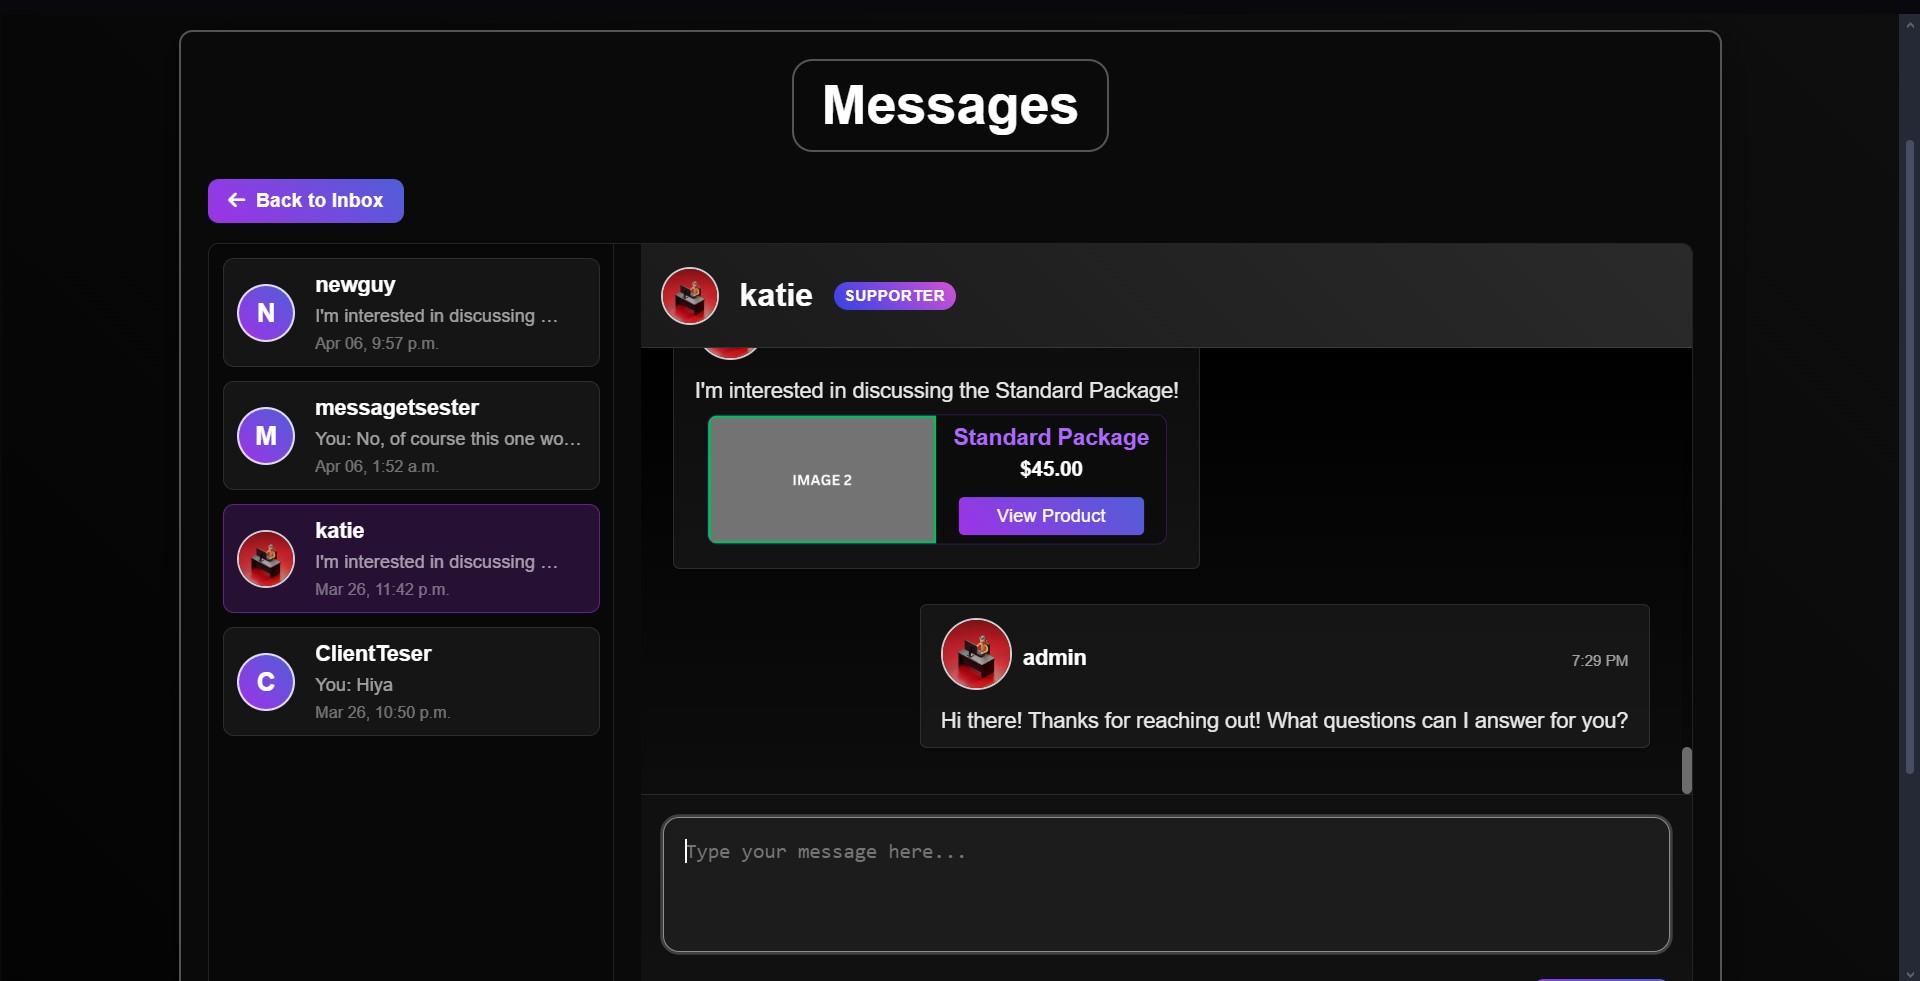 Messages
Back to Inbox
N
newguy
I'm interested in discussing ...
Apr 06, 9:57 p.m.
M
messagetsester
You: No, of course this one wo...
Apr 06, 1:52 a.m.
katie
I'm interested in discussing ...
Mar 26, 11:42 p.m.
C
ClientTeser
You: Hiya
Mar 26, 10:50 p.m.
katie SUPPORTER
I'm interested in discussing the Standard Package!
IMAGE 2
Standard Package
$45.00
View Product
admin 7:29 PM
Hi there! Thanks for reaching out! What questions can I answer for you?
Type your message here...